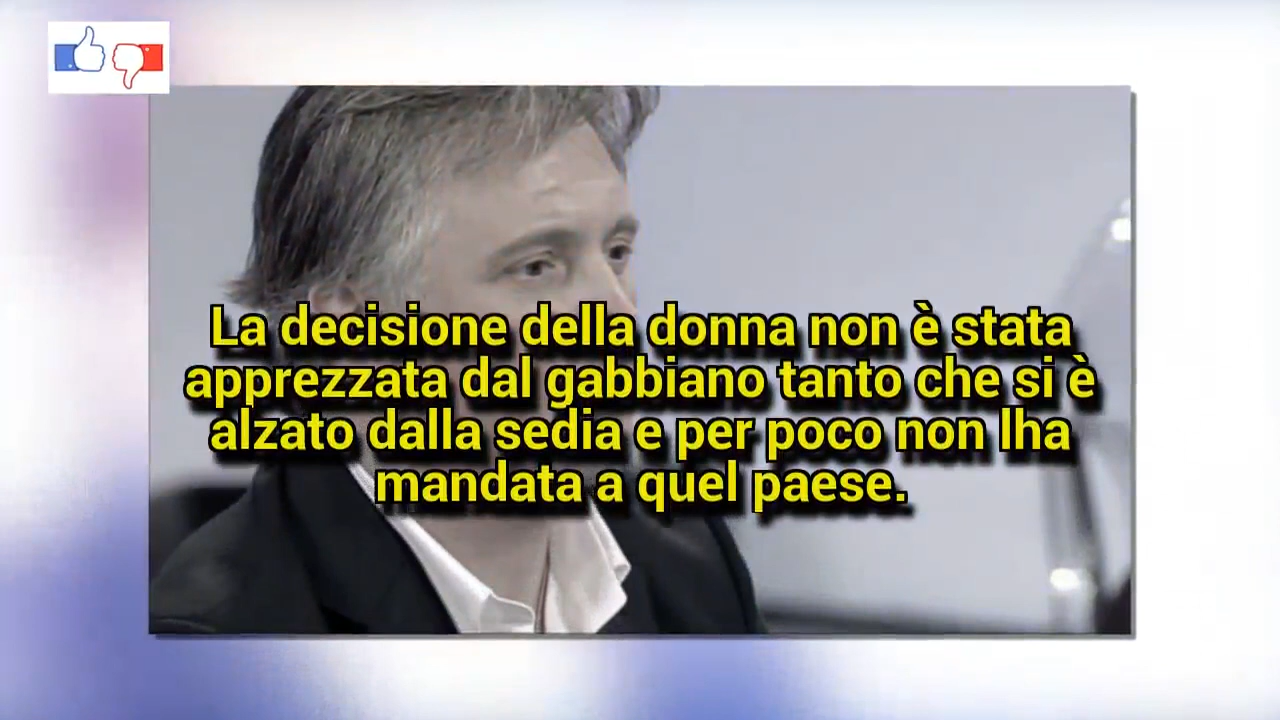 La decisione della donna non è stata
apprezzata dal gabbiano tanto che si è
alzato dalla sedia e per poco non lha
mandata a quel paese.